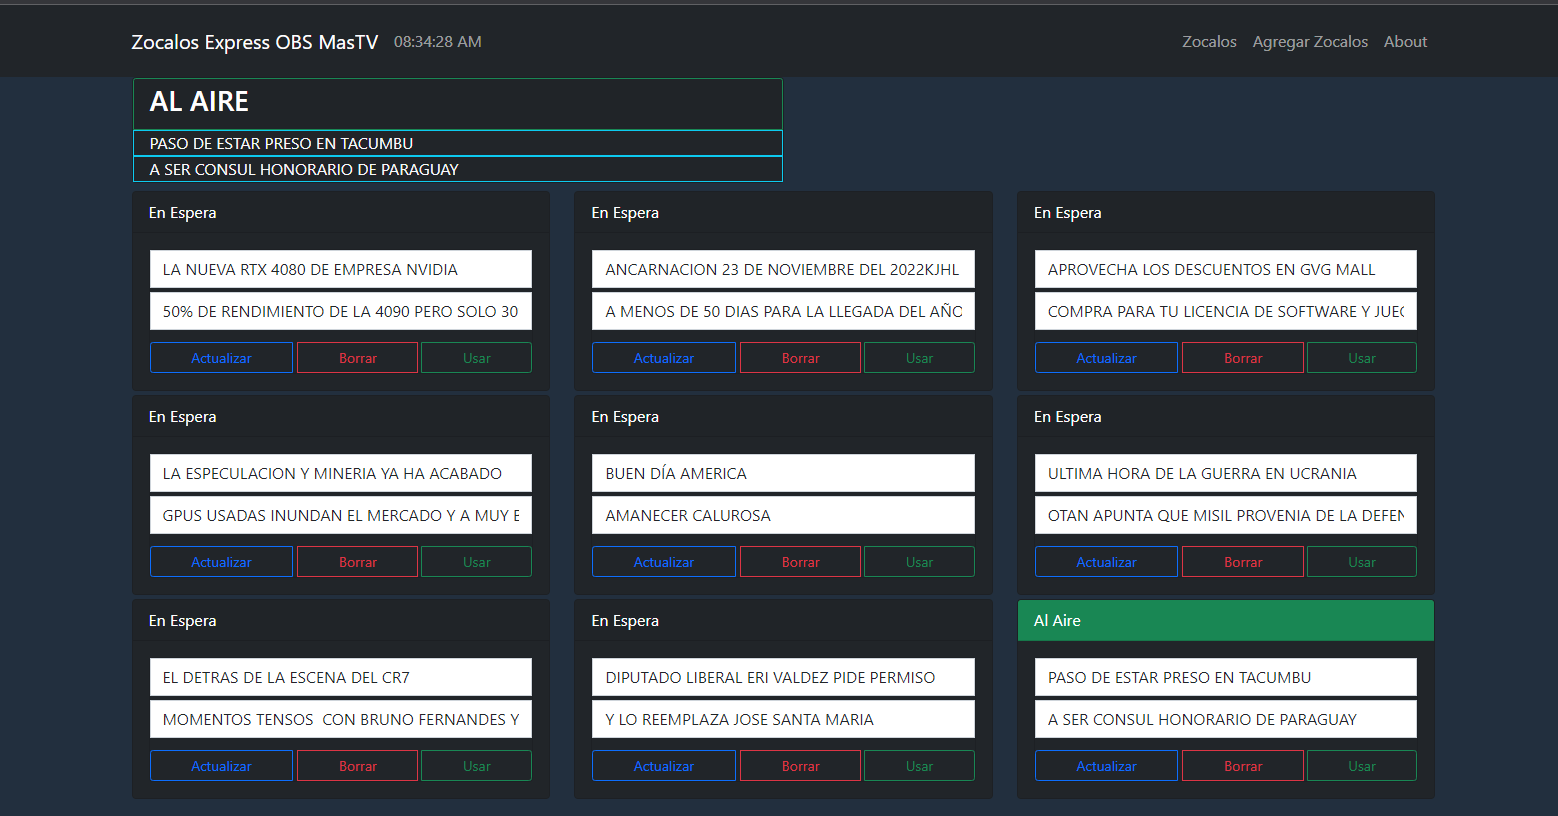 Zocalos Express OBS MasTV 08:34:28 AM Zocalos Agregar Zocalos About
AL AIRE
PASO DE ESTAR PRESO EN TACUMBU
A SER CONSUL HONORARIO DE PARAGUAY
En Espera
LA NUEVA RTX 4080 DE EMPRESA NVIDIA
50% DE RENDIMIENTO DE LA 4090 PERO SOLO 30
Actualizar Borrar Usar
En Espera
ANCARNACION 23 DE NOVIEMBRE DEL 2022KJHL
A MENOS DE 50 DIAS PARA LA LLEGADA DEL AÑO
Actualizar Borrar Usar
En Espera
APROVECHA LOS DESCUENTOS EN GVG MALL
COMPRA PARA TU LICENCIA DE SOFTWARE Y
Actualizar Borrar Usar
En Espera
LA ESPECULACION Y MINERIA YA HA ACABADO
GPUS USADAS INUNDAN EL MERCADO Y A MUY
Actualizar Borrar Usar
En Espera
BUEN DÍA AMERICA
AMANECER CALUROSA
Actualizar Borrar Usar
En Espera
ULTIMA HORA DE LA GUERRA EN UCRANIA
OTAN APUNTA QUE MISIL PROVENIA DE LA
Actualizar Borrar Usar
En Espera
EL DETRAS DE LA ESCENA DEL CR7
MOMENTOS TENSOS  CON BRUNO FERNANDES Y
Actualizar Borrar Usar
En Espera
DIPUTADO LIBERAL ERI VALDEZ PIDE PERMISO
Y LO REEMPLAZA JOSE SANTA MARIA
Actualizar Borrar Usar
Al Aire
PASO DE ESTAR PRESO EN TACUMBU
A SER CONSUL HONORARIO DE PARAGUAY
Actualizar Borrar Usar